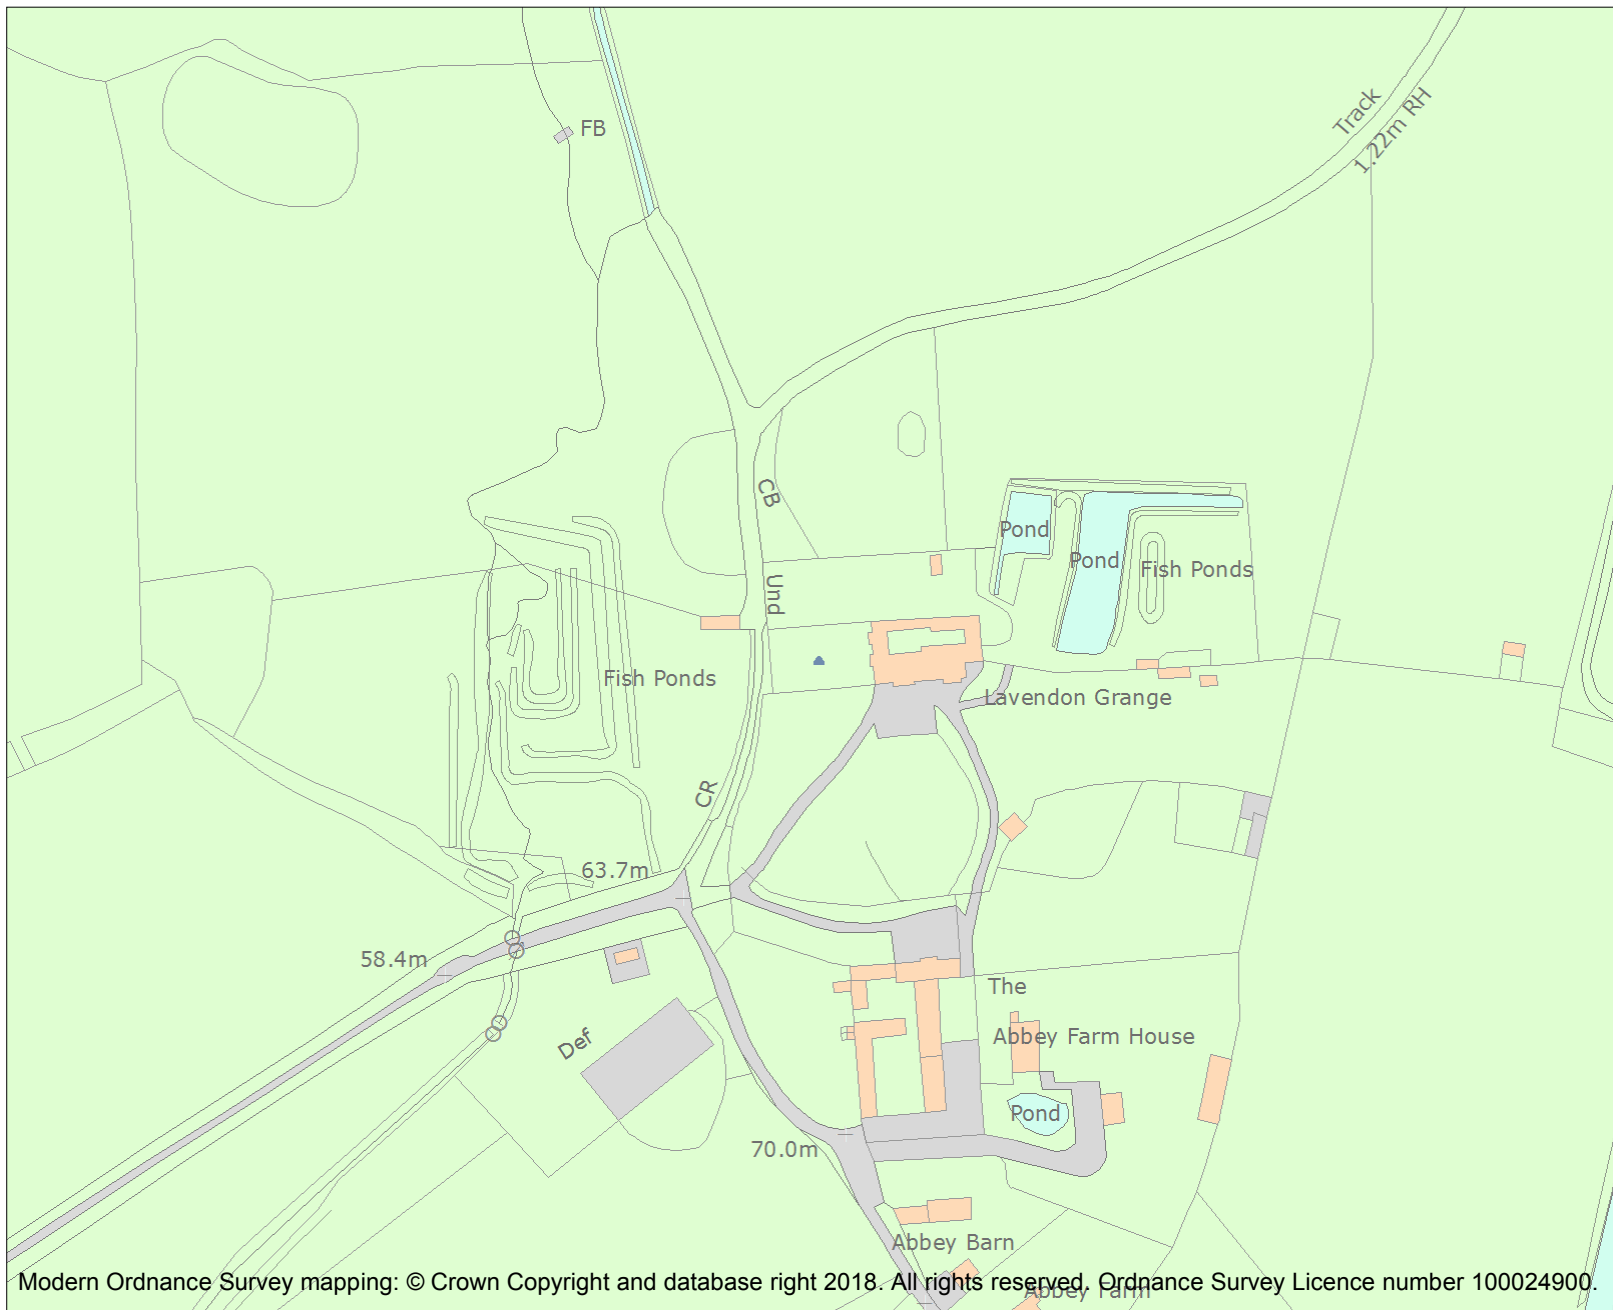 FB
Track
1.22m RH
CB
Pond
Pond
Fish Ponds
Und
Fish Ponds
Lavendon Grange
CR
63.7m
58.4m
The
Abbey Farm House
Def
Pond
70.0m
Abbey Barn
Modern Ordnance Survey mapping: © Crown Copyright and database right 2018. All rights reserved. Ordnance Survey Licence number 100024900.
Abbey Farm